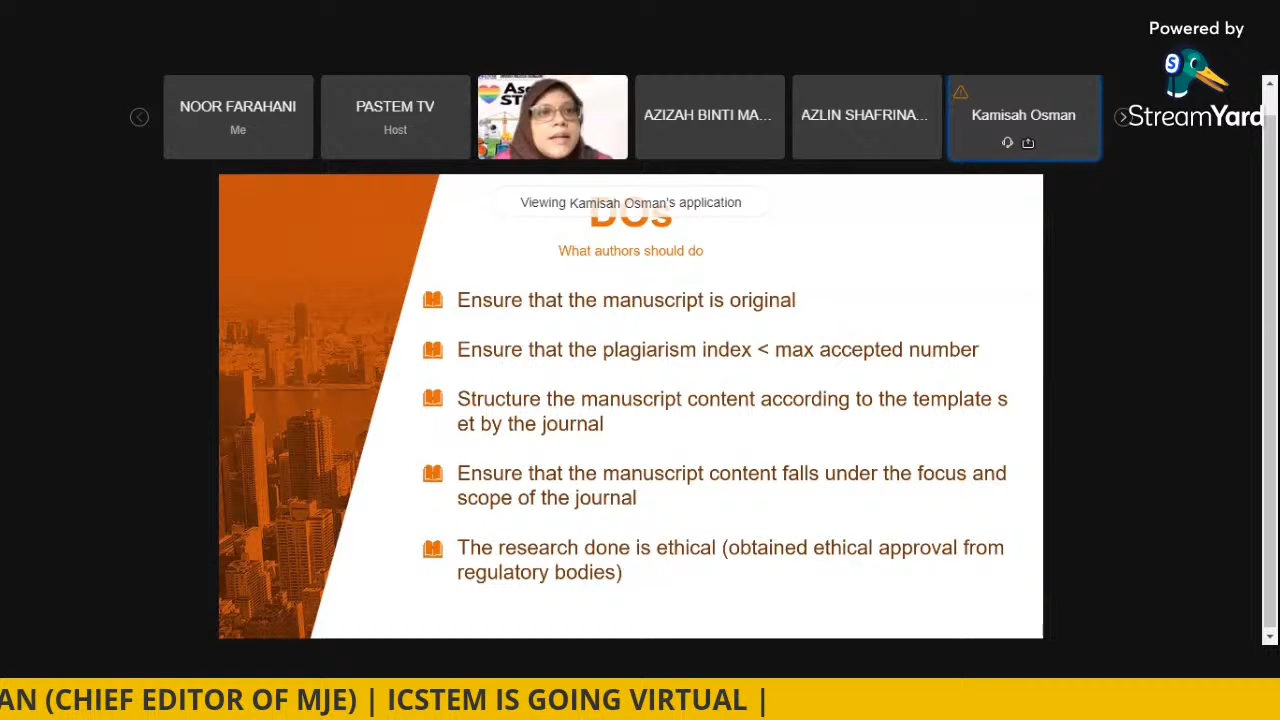 Powered by
StreamYard
NOOR FARAHANI
Me
PASTEM TV
Host
AZIZAH BINTI MA...
AZLIN SHAFRINA...
Kamisah Osman
Viewing Kamisah Osman's application
DOs
What authors should do
Ensure that the manuscript is original
Ensure that the plagiarism index < max accepted number
Structure the manuscript content according to the template s
et by the journal
Ensure that the manuscript content falls under the focus and
scope of the journal
The research done is ethical (obtained ethical approval from
regulatory bodies)
AN (CHIEF EDITOR OF MJE) | ICSTEM IS GOING VIRTUAL |